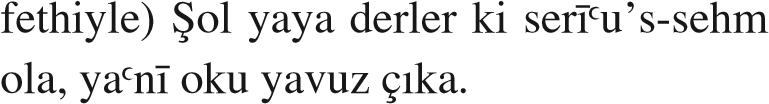 fethiyle) Şol yaya derler ki serīʿu’s-sehm
ola, yaʿnī oku yavuz çıka.